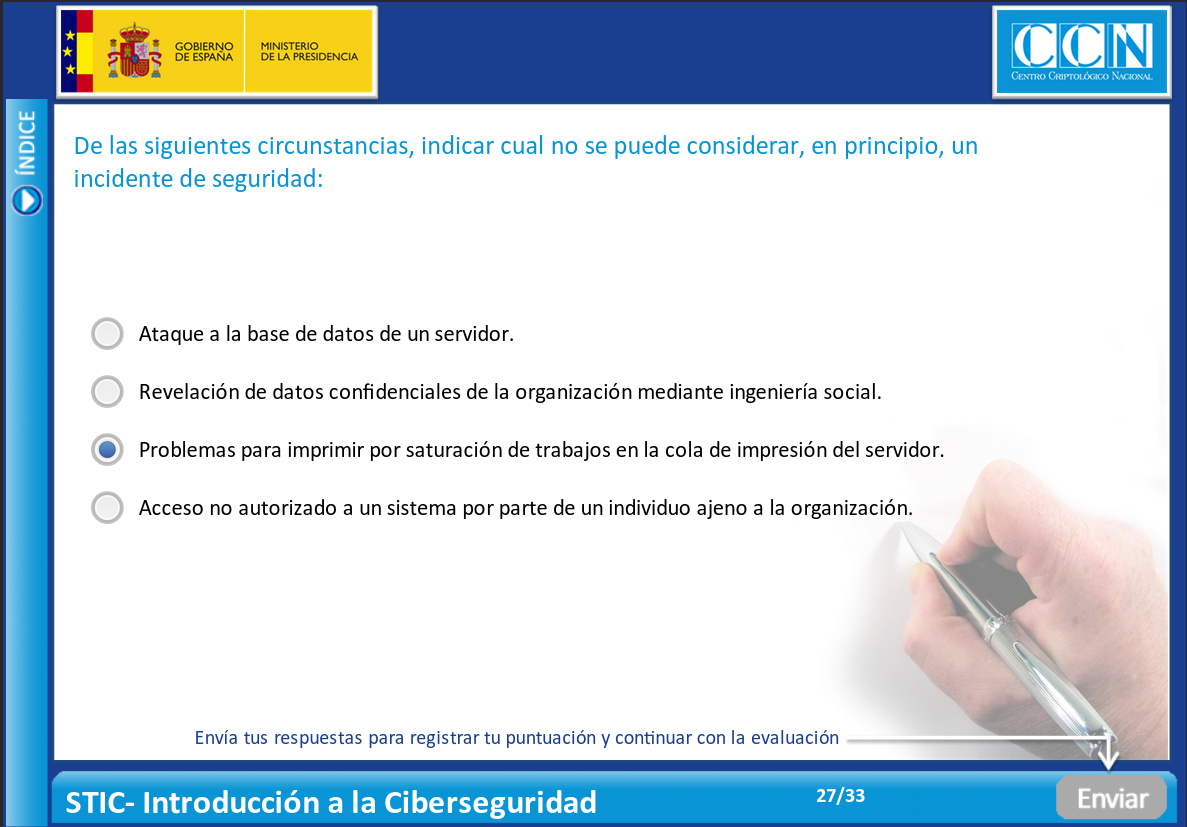 GOBIERNO
DE ESPAÑA
MINISTERIO
DE LA PRESIDENCIA
CCN
CENTRO CRIPTOLÓGICO NACIONAL
ÍNDICE
De las siguientes circunstancias, indicar cual no se puede considerar, en principio, un
incidente de seguridad:
Ataque a la base de datos de un servidor.
Revelación de datos confidenciales de la organización mediante ingeniería social.
Problemas para imprimir por saturación de trabajos en la cola de impresión del servidor.
Acceso no autorizado a un sistema por parte de un individuo ajeno a la organización.
Envía tus respuestas para registrar tu puntuación y continuar con la evaluación
STIC- Introducción a la Ciberseguridad
27/33
Enviar